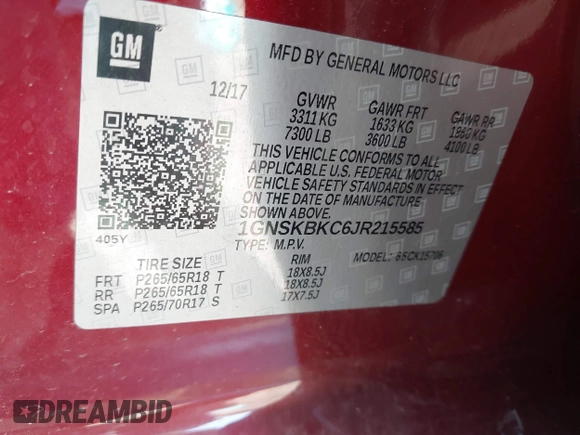 GM
MFD BY GENERAL MOTORS LLC
12/17
GVWR GAWR FRT GAWR RR
3311 KG 1633 KG 1860 KG
7300 LB 3600 LB 4100 LB
THIS VEHICLE CONFORMS TO ALL
APPLICABLE U.S. FEDERAL MOTOR
VEHICLE SAFETY STANDARDS IN EFFECT
ON THE DATE OF MANUFACTURE
SHOWN ABOVE.
405Y
1GNSKBKC6JR215585
TYPE: M.P.V. 85CK15706
TIRE SIZE RIM
FRT P265/65R18 T 18X8.5J
RR P265/65R18 T 18X8.5J
SPA P265/70R17 S 17X7.5J
DREAMBID